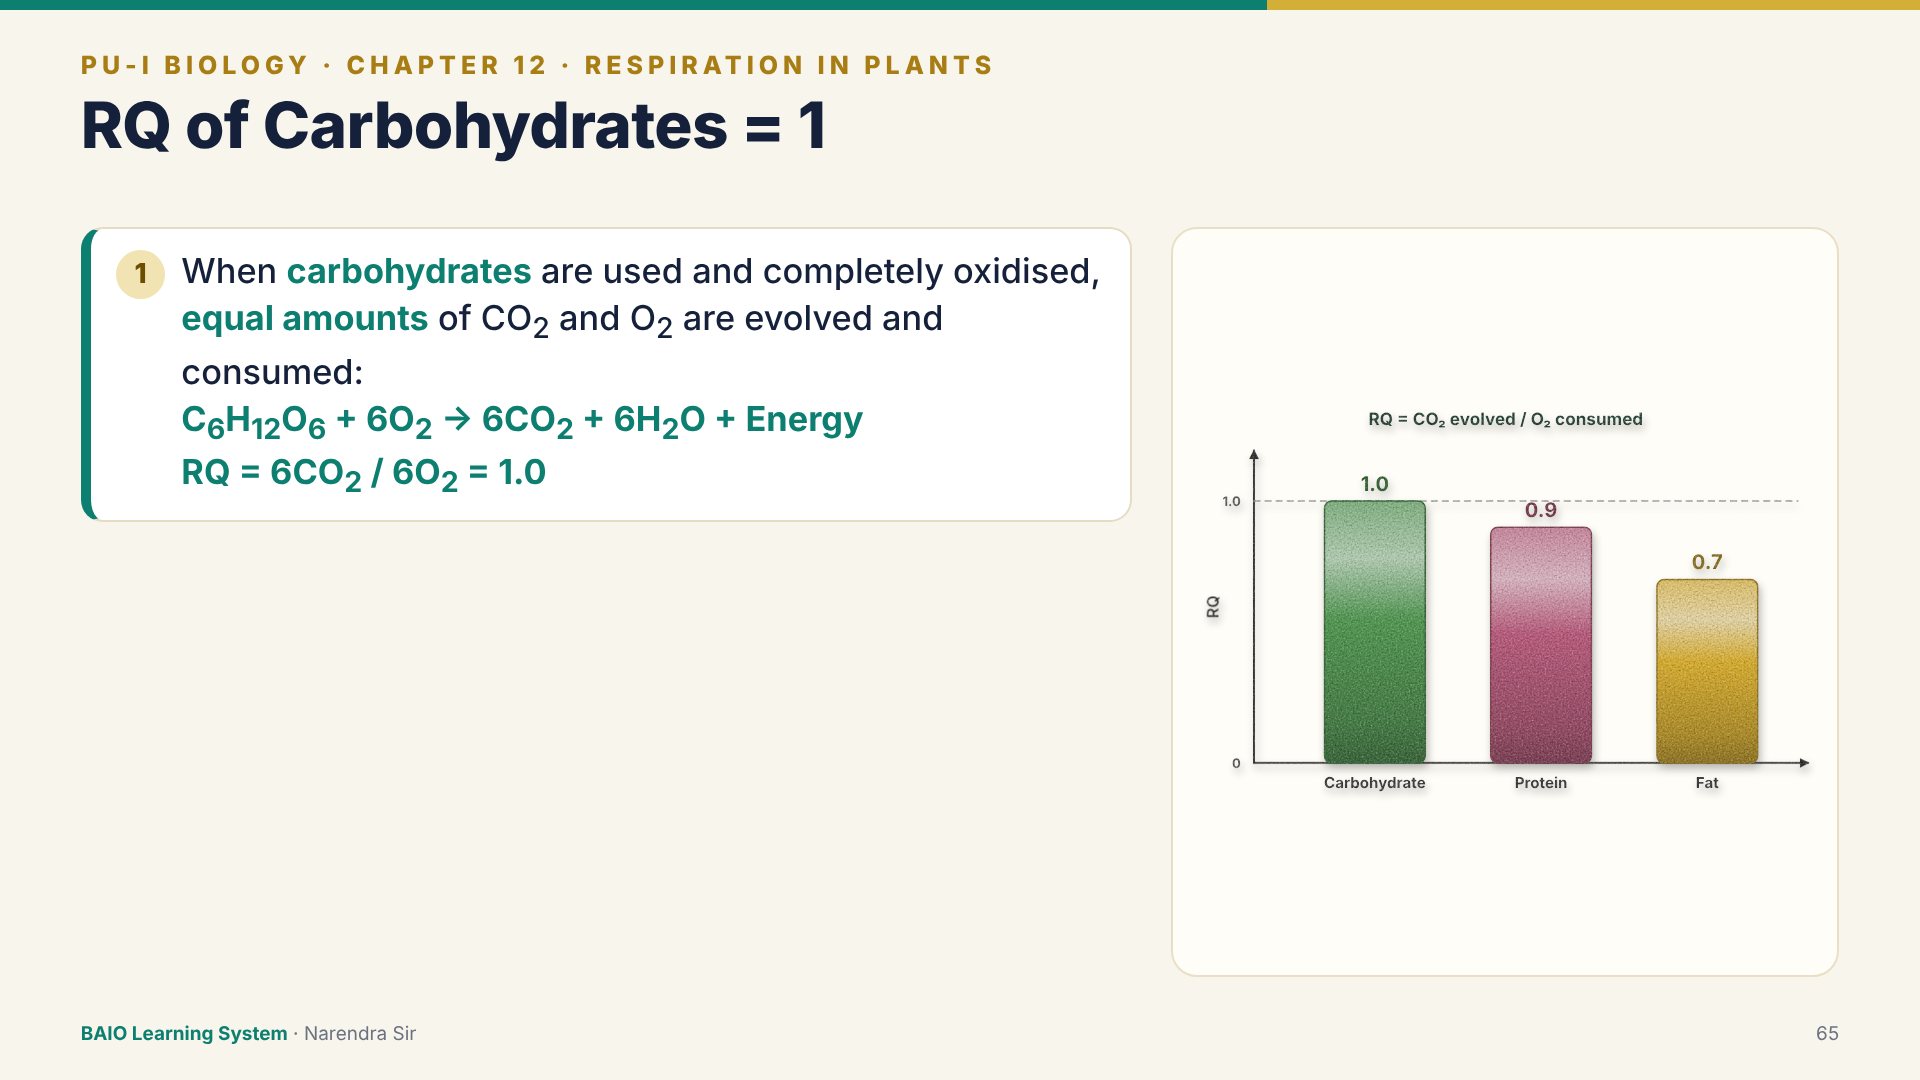 PU-I BIOLOGY · CHAPTER 12 · RESPIRATION IN PLANTS
RQ of Carbohydrates = 1
1
When carbohydrates are used and completely oxidised,
equal amounts of CO₂ and O₂ are evolved and
consumed:
C₆H₁₂O₆ + 6O₂ → 6CO₂ + 6H₂O + Energy
RQ = 6CO₂ / 6O₂ = 1.0
RQ = CO₂ evolved / O₂ consumed
1.0
1.0
0.9
0.7
RQ
0
Carbohydrate
Protein
Fat
BAIO Learning System · Narendra Sir
65